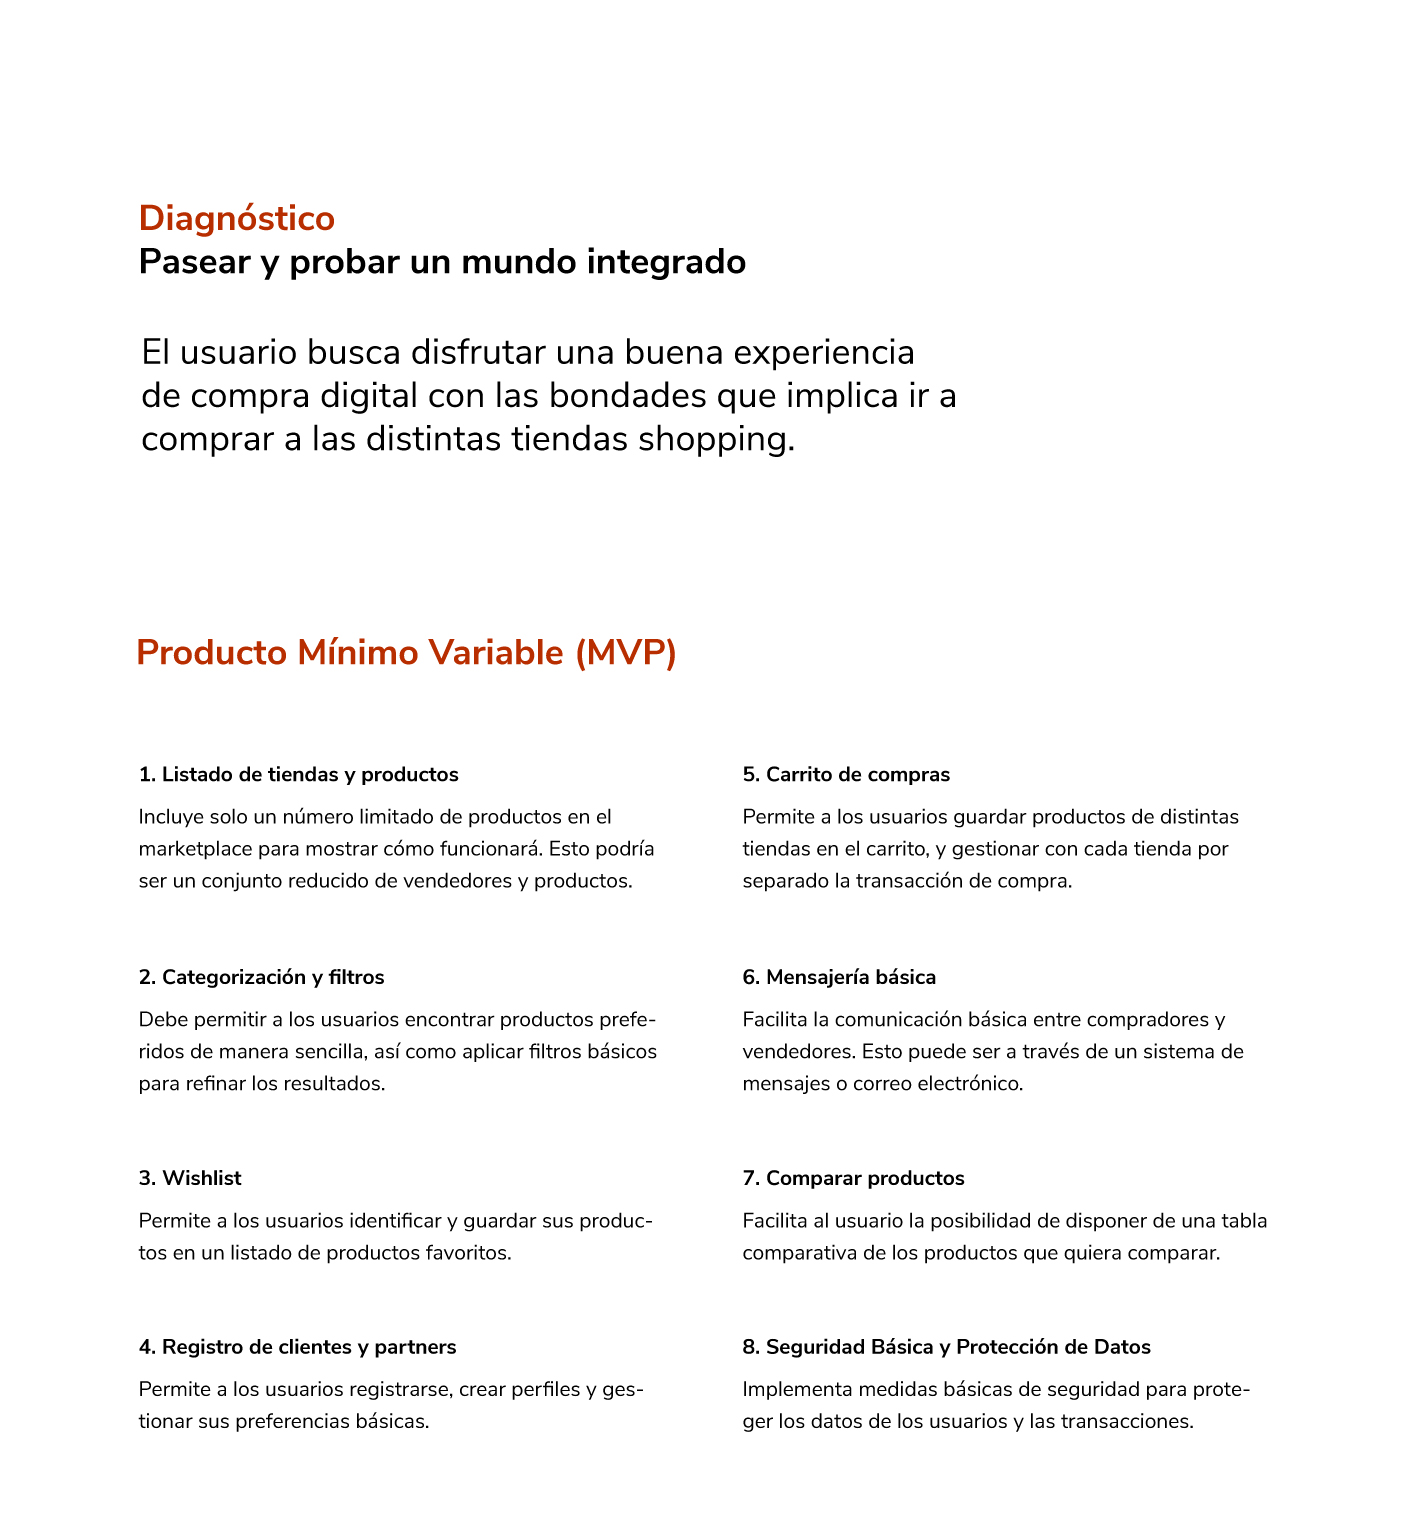 Diagnóstico
Pasear y probar un mundo integrado
El usuario busca disfrutar una buena experiencia
de compra digital con las bondades que implica ir a
comprar a las distintas tiendas shopping.
Producto Mínimo Variable (MVP)
1. Listado de tiendas y productos
Incluye solo un número limitado de productos en el
marketplace para mostrar cómo funcionará. Esto podría
ser un conjunto reducido de vendedores y productos.
2. Categorización y filtros
Debe permitir a los usuarios encontrar productos prefe-
ridos de manera sencilla, así como aplicar filtros básicos
para refinar los resultados.
3. Wishlist
Permite a los usuarios identificar y guardar sus produc-
tos en un listado de productos favoritos.
4. Registro de clientes y partners
Permite a los usuarios registrarse, crear perfiles y ges-
tionar sus preferencias básicas.
5. Carrito de compras
Permite a los usuarios guardar productos de distintas
tiendas en el carrito, y gestionar con cada tienda por
separado la transacción de compra.
6. Mensajería básica
Facilita la comunicación básica entre compradores y
vendedores. Esto puede ser a través de un sistema de
mensajes o correo electrónico.
7. Comparar productos
Facilita al usuario la posibilidad de disponer de una tabla
comparativa de los productos que quiera comparar.
8. Seguridad Básica y Protección de Datos
Implementa medidas básicas de seguridad para prote-
ger los datos de los usuarios y las transacciones.